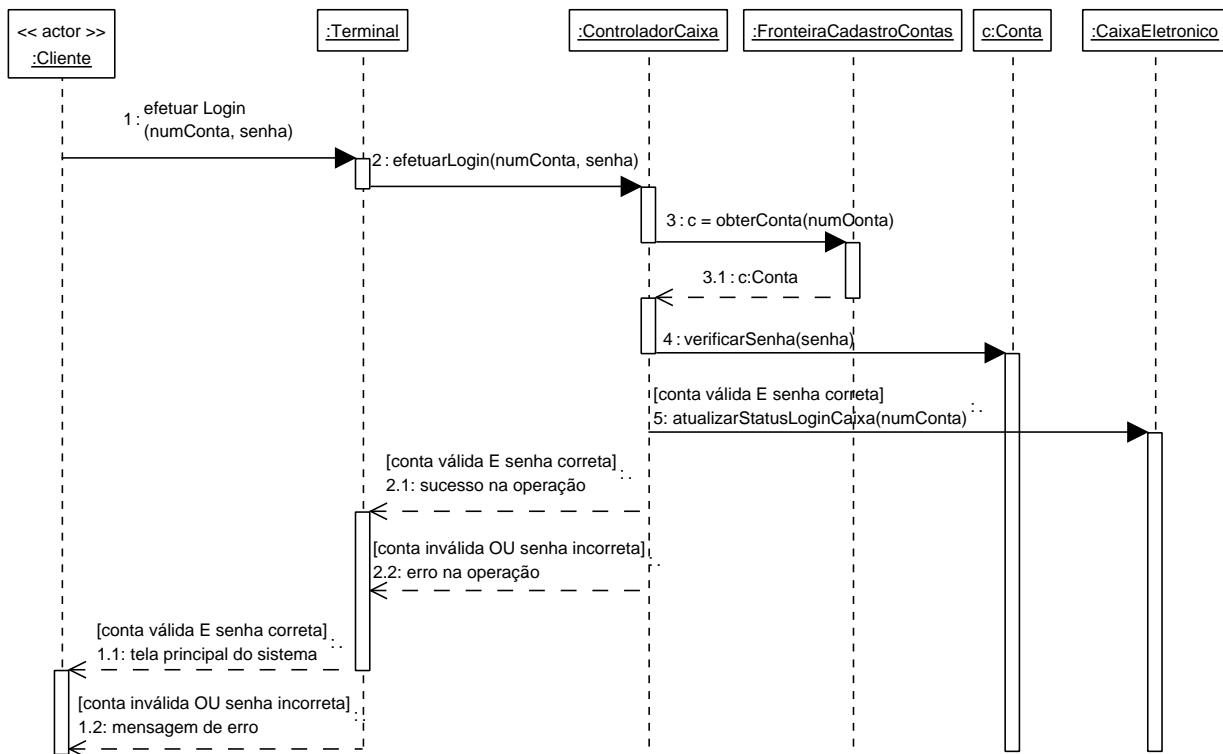 << actor >>
:Cliente
:Terminal
:ControladorCaixa
:FronteiraCadastroContas
c:Conta
:CaixaEletronico
1 : efetuar Login
(numConta, senha)
2 : efetuarLogin(numConta, senha)
3 : c = obterConta(numConta)
3.1 : c:Conta
4 : verificarSenha(senha)
[conta válida E senha correta]
5: atualizarStatusLoginCaixa(numConta)
[conta válida E senha correta]
2.1: sucesso na operação
[conta inválida OU senha incorreta]
2.2: erro na operação
[conta válida E senha correta]
1.1: tela principal do sistema
[conta inválida OU senha incorreta]
1.2: mensagem de erro